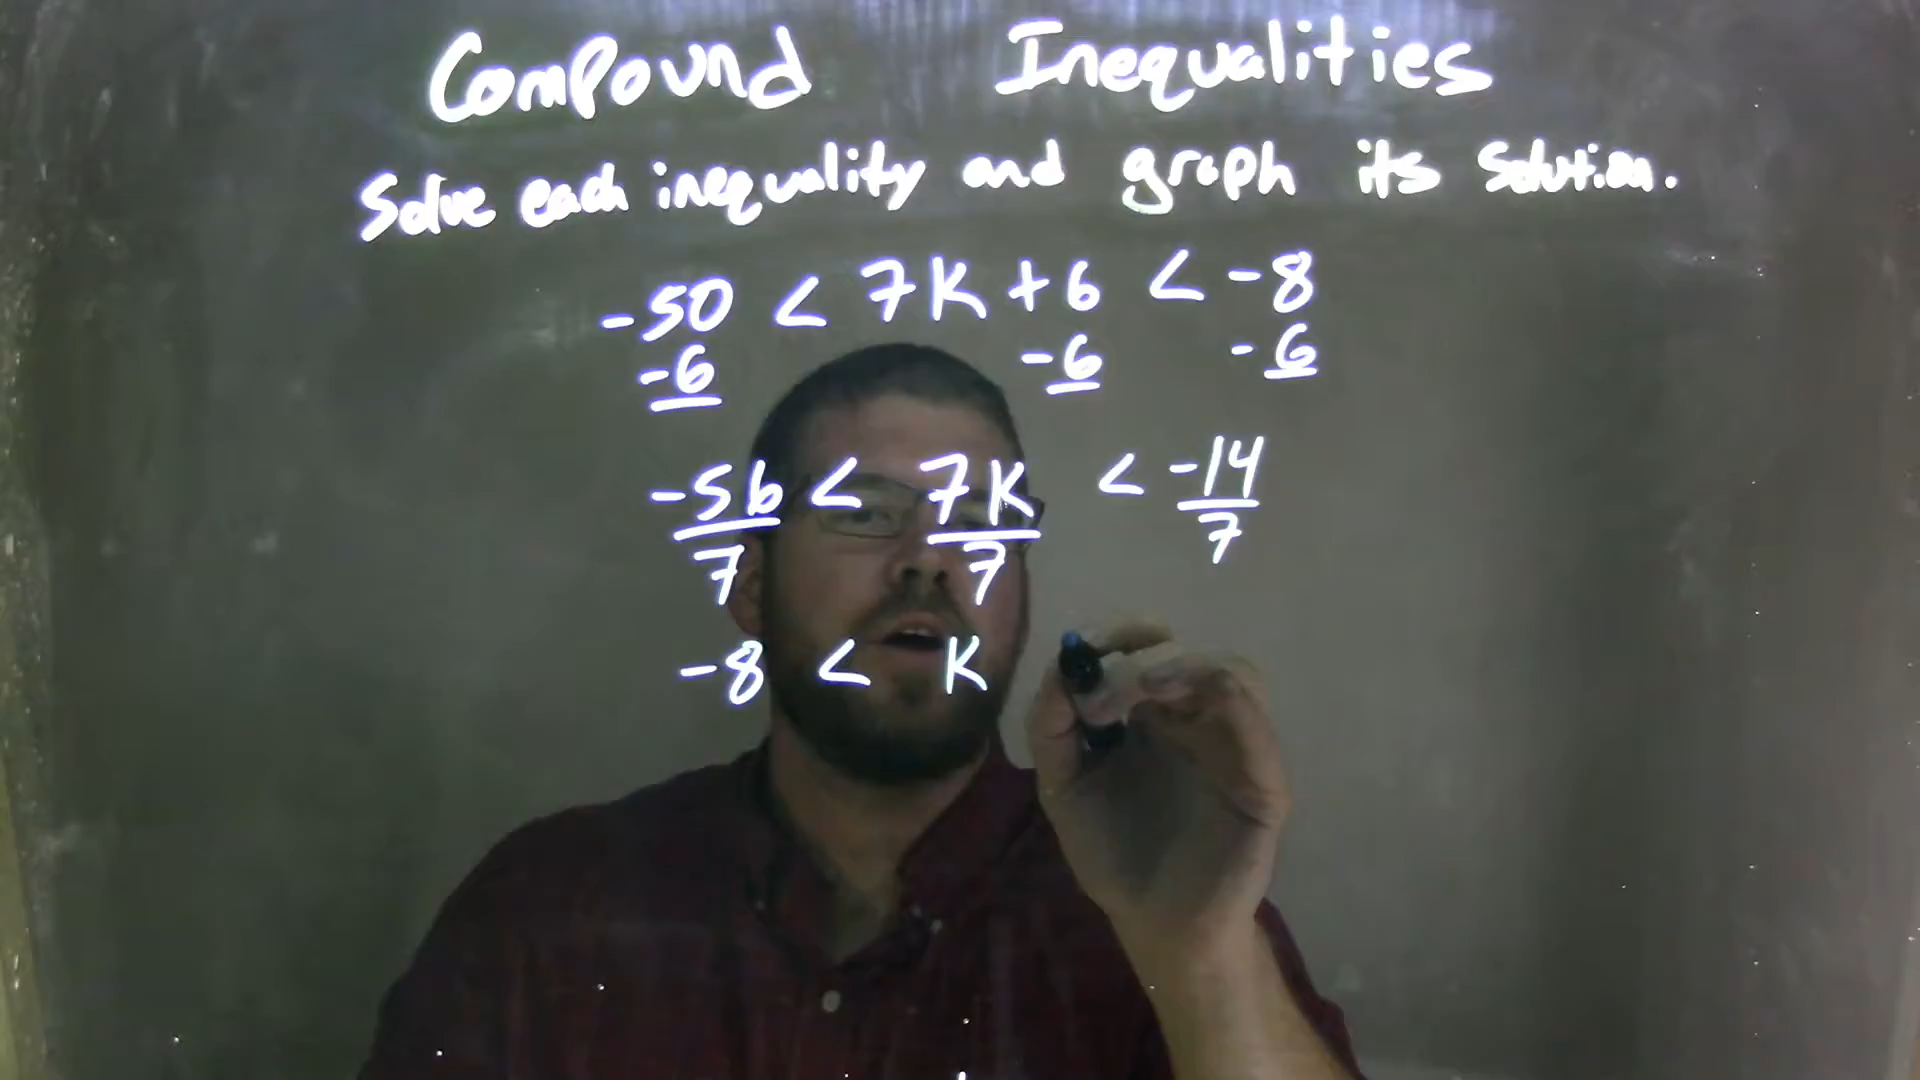 Compound Inequalities
Solve each inequality and graph its solution.
-50 < 7K + 6 < -8
-6 -6 -6
-56 < 7K < -14
7 7 7
-8 < K